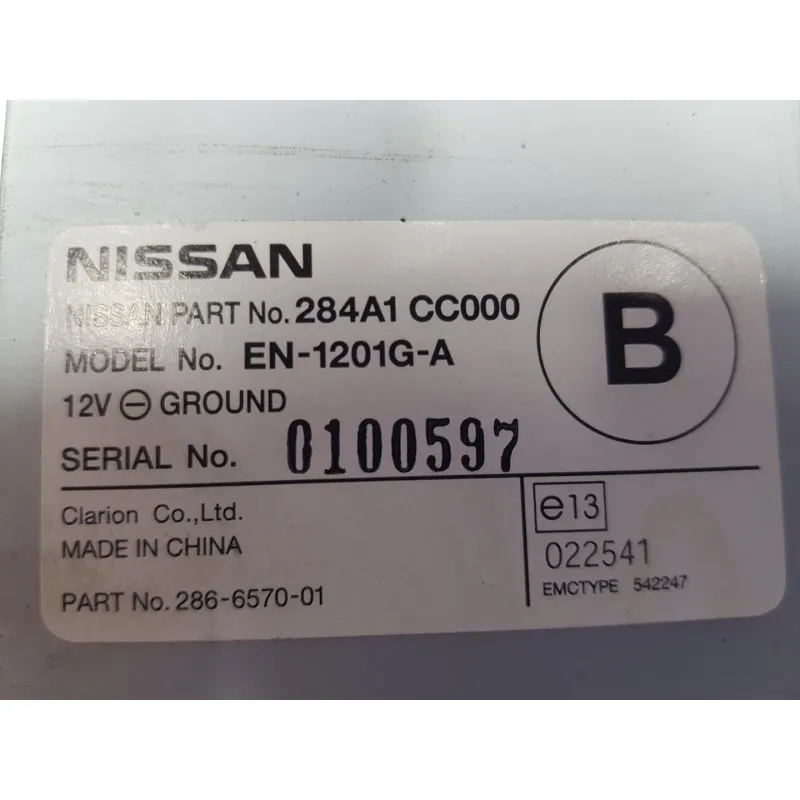 NISSAN
NISSAN PART No. 284A1 CC000
MODEL No. EN-1201G-A
12V ⊖ GROUND
SERIAL No. 0100597
B
Clarion Co.,Ltd.
MADE IN CHINA
PART No. 286-6570-01
e13
022541
EMCTYPE 542247